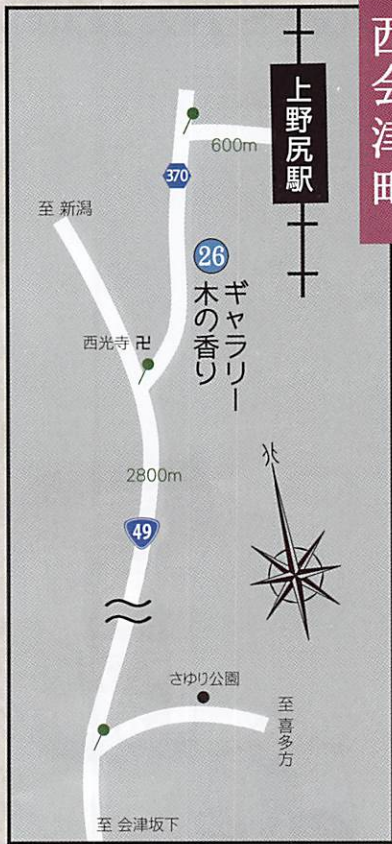 西会津町
上野尻駅
600m
370
至 新潟
26
ギャラリー
木の香り
西光寺 卍
2800m
北
49
さゆり公園
至 喜多方
至 会津坂下